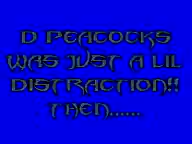 D PEACOCKS
WAS JUST A LIL
DISTRACTION!!
THEN......